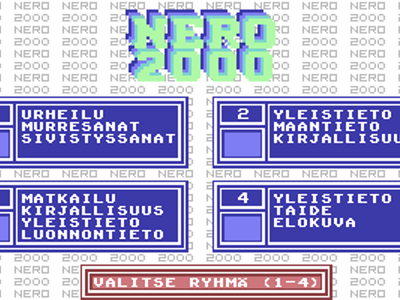 NERO
2000
URHEILU
MURRESANAT
SIVISTYSSANAT
2
YLEISTIETO
MAANTIETO
KIRJALLISUU
MATKAILU
KIRJALLISUUS
YLEISTIETO
LUONNONTIETO
4
YLEISTIETO
TAIDE
ELOKUVA
VALITSE RYHMÄ (1-4)